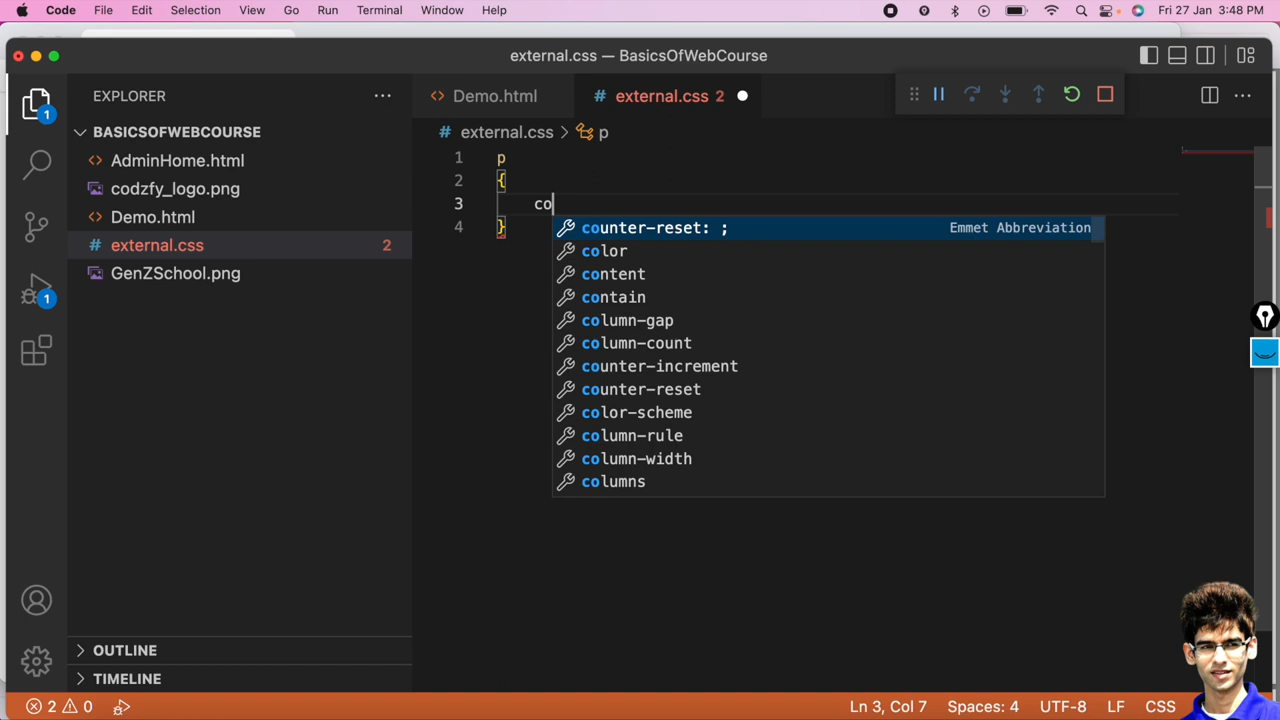 Code File Edit Selection View Go Run Terminal Window Help Fri 27 Jan 3:48 PM
external.css — BasicsOfWebCourse
EXPLORER
Demo.html
external.css 2
BASICSOFWEBCOURSE
external.css > p
AdminHome.html
codzfy_logo.png
Demo.html
external.css 2
GenZSchool.png
1
1
1 p
2 {
3 co
4 }
counter-reset: ; Emmet Abbreviation
color
content
contain
column-gap
column-count
counter-increment
counter-reset
color-scheme
column-rule
column-width
columns
OUTLINE
TIMELINE
2 0 Ln 3, Col 7 Spaces: 4 UTF-8 LF CSS